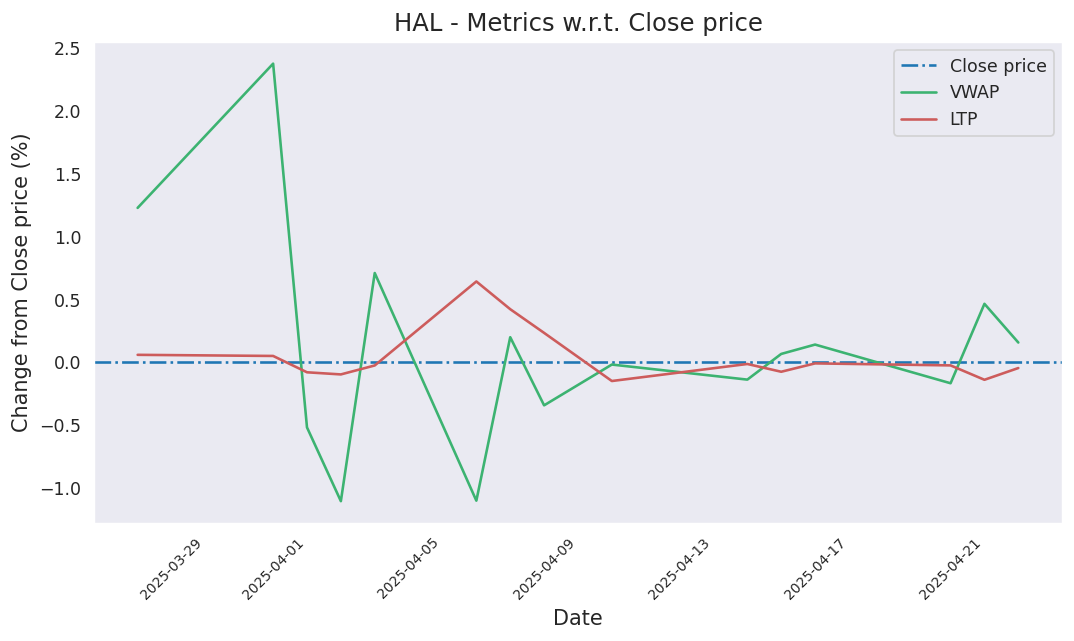 HAL - Metrics w.r.t. Close price
Close price
VWAP
LTP
Change from Close price (%)
2.5
2.0
1.5
1.0
0.5
0.0
−0.5
−1.0
2025-03-29
2025-04-01
2025-04-05
2025-04-09
2025-04-13
2025-04-17
2025-04-21
Date